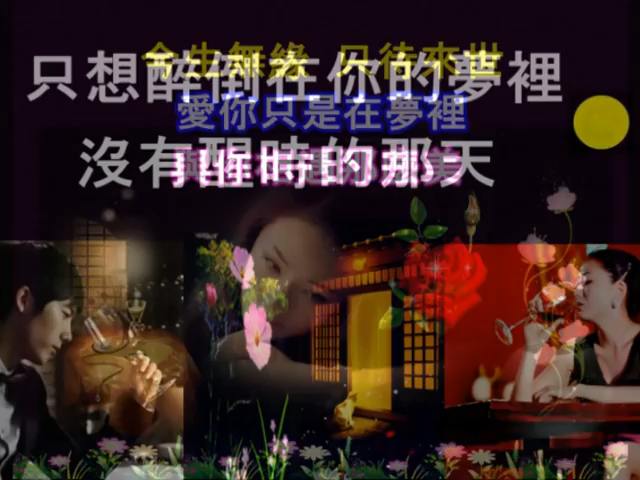 今生無緣 只待來世
只想醉倒在你的夢裡
愛你只是在夢裡
沒有醒時的那天